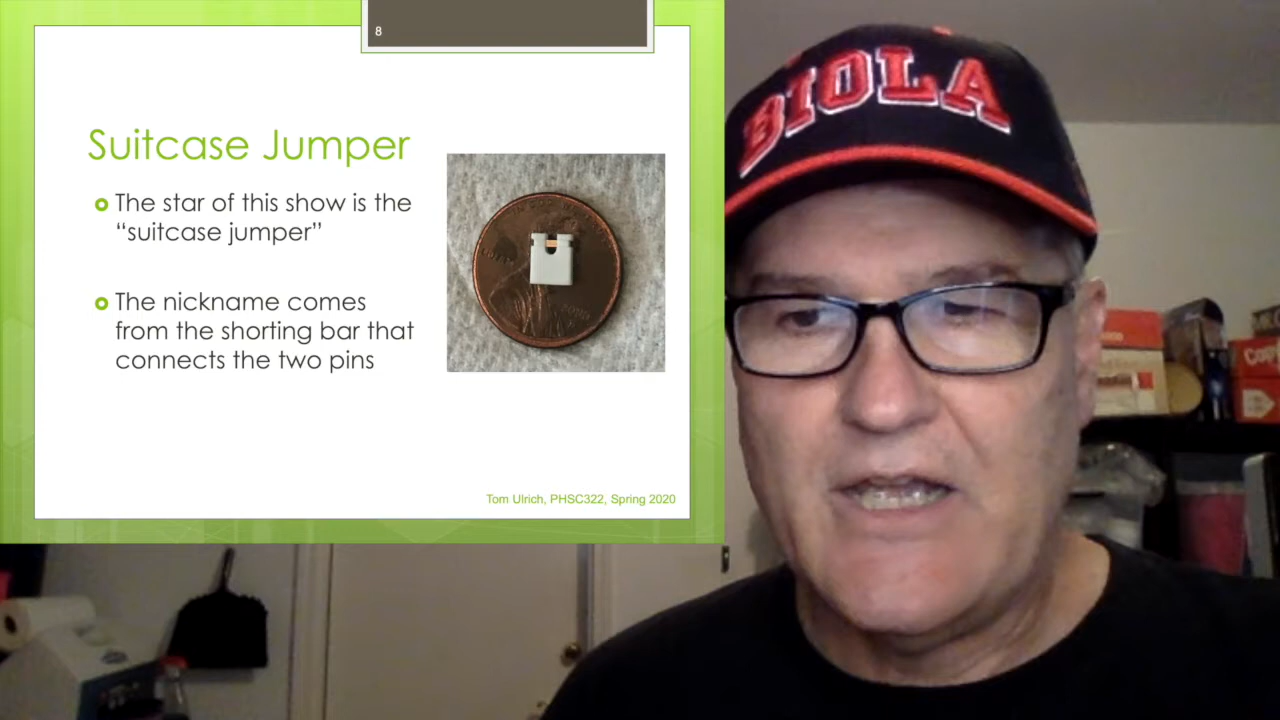 8
Suitcase Jumper
The star of this show is the
“suitcase jumper”
The nickname comes
from the shorting bar that
connects the two pins
Tom Ulrich, PHSC322, Spring 2020
BIOLA